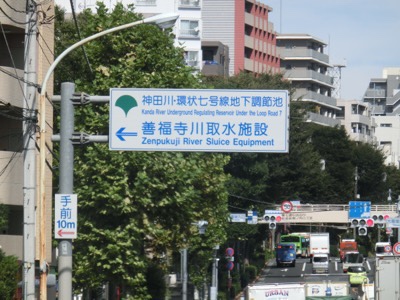 神田川・環状七号線地下調節池
Kanda River Underground Regulating Reservoir Under the Loop Road 7
善福寺川取水施設
Zenpukuji River Sluice Equipment
手前
10m
URBAN